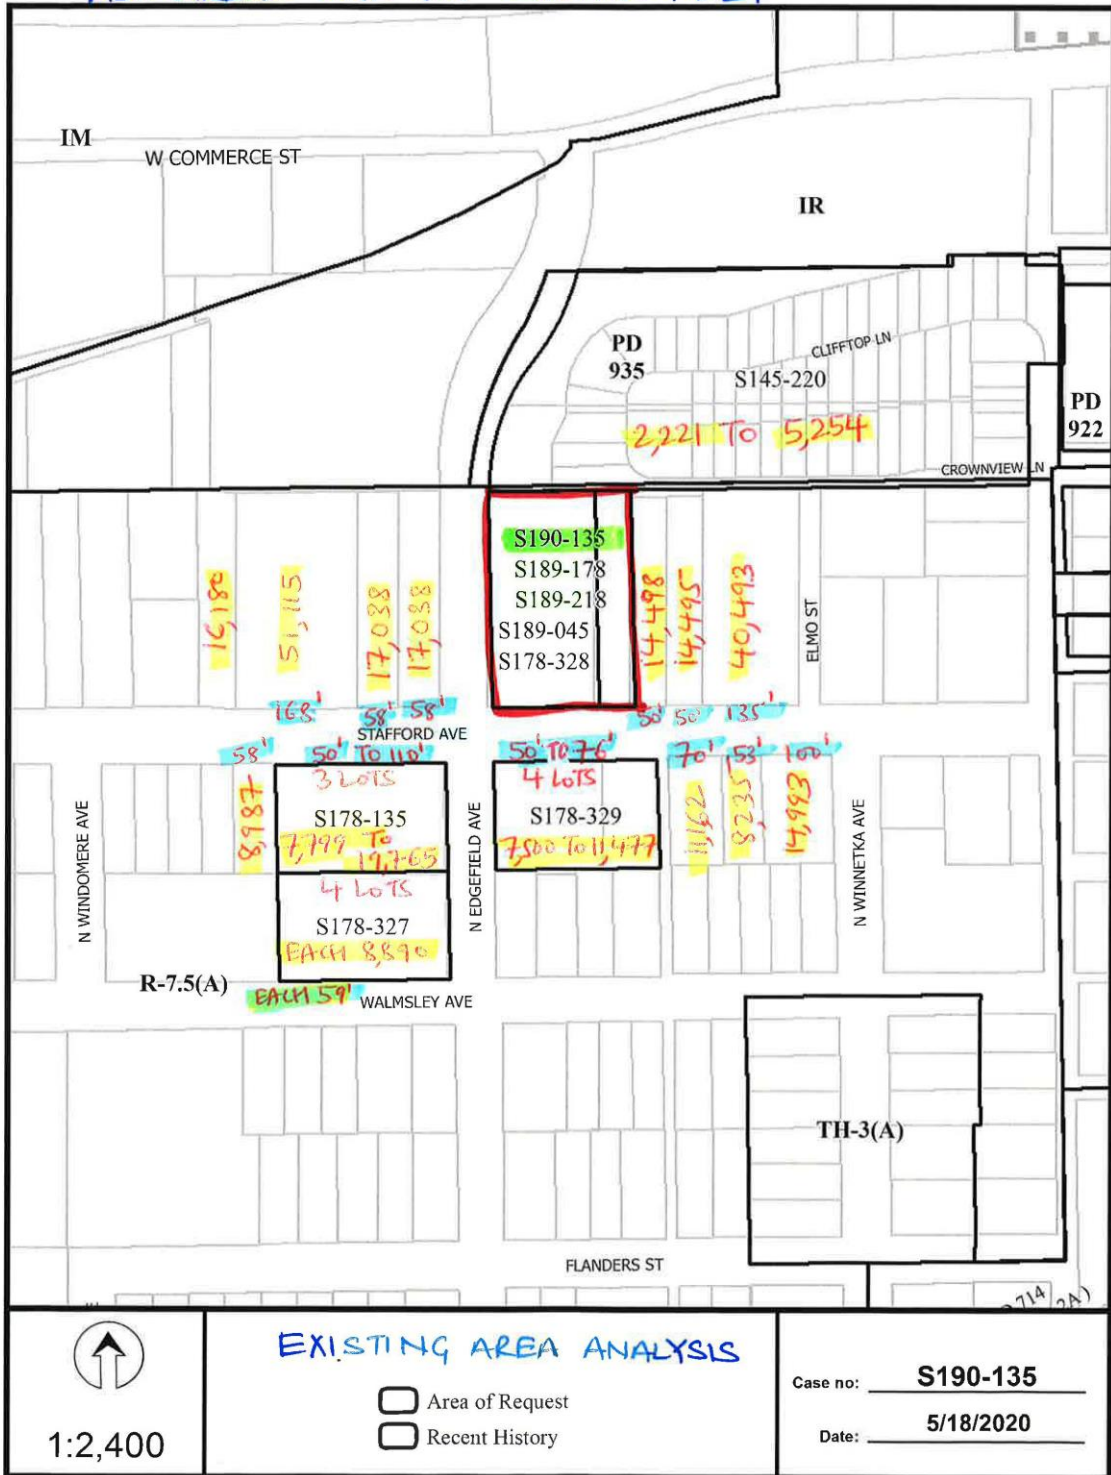 IM
W COMMERCE ST
IR
PD
935
CLIFFTOP LN
S145-220
2,221 TO 5,254
PD
922
CROWNVIEW LN
S190-135
S189-178
S189-218
S189-045
S178-328
16,180
51,115
17,038
17,038
14,498
14,495
40,493
ELMO ST
168'
58'
58'
50'
50'
135'
STAFFORD AVE
58'
50' TO 110'
50' TO 76'
70'
53'
100'
N WINDOMERE AVE
8,987
3 LOTS
S178-135
7,799 TO
19,765
4 LOTS
S178-327
EACH 8,890
N EDGEFIELD AVE
4 LOTS
S178-329
7,500 TO 11,477
11,162
8,235
14,993
N WINNETKA AVE
R-7.5(A)
EACH 59'
WALMSLEY AVE
TH-3(A)
FLANDERS ST
714
2A)
1:2,400
EXISTING AREA ANALYSIS
Area of Request
Recent History
Case no: S190-135
Date: 5/18/2020